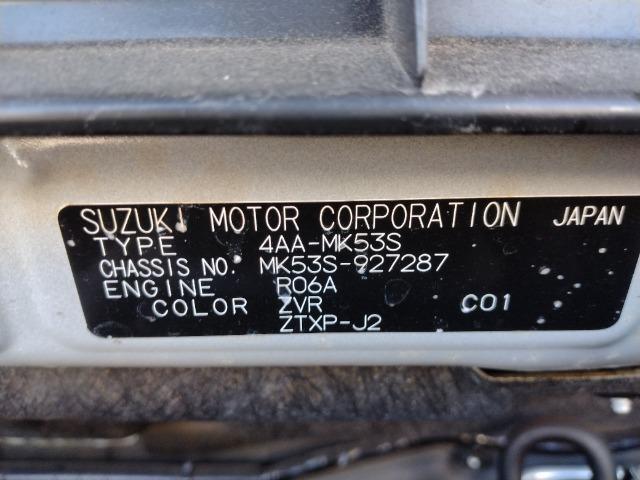 SUZUKI MOTOR CORPORATION JAPAN
TYPE 4AA-MK53S
CHASSIS NO. MK53S-927287
ENGINE R06A
COLOR ZVR C01
ZTXP-J2